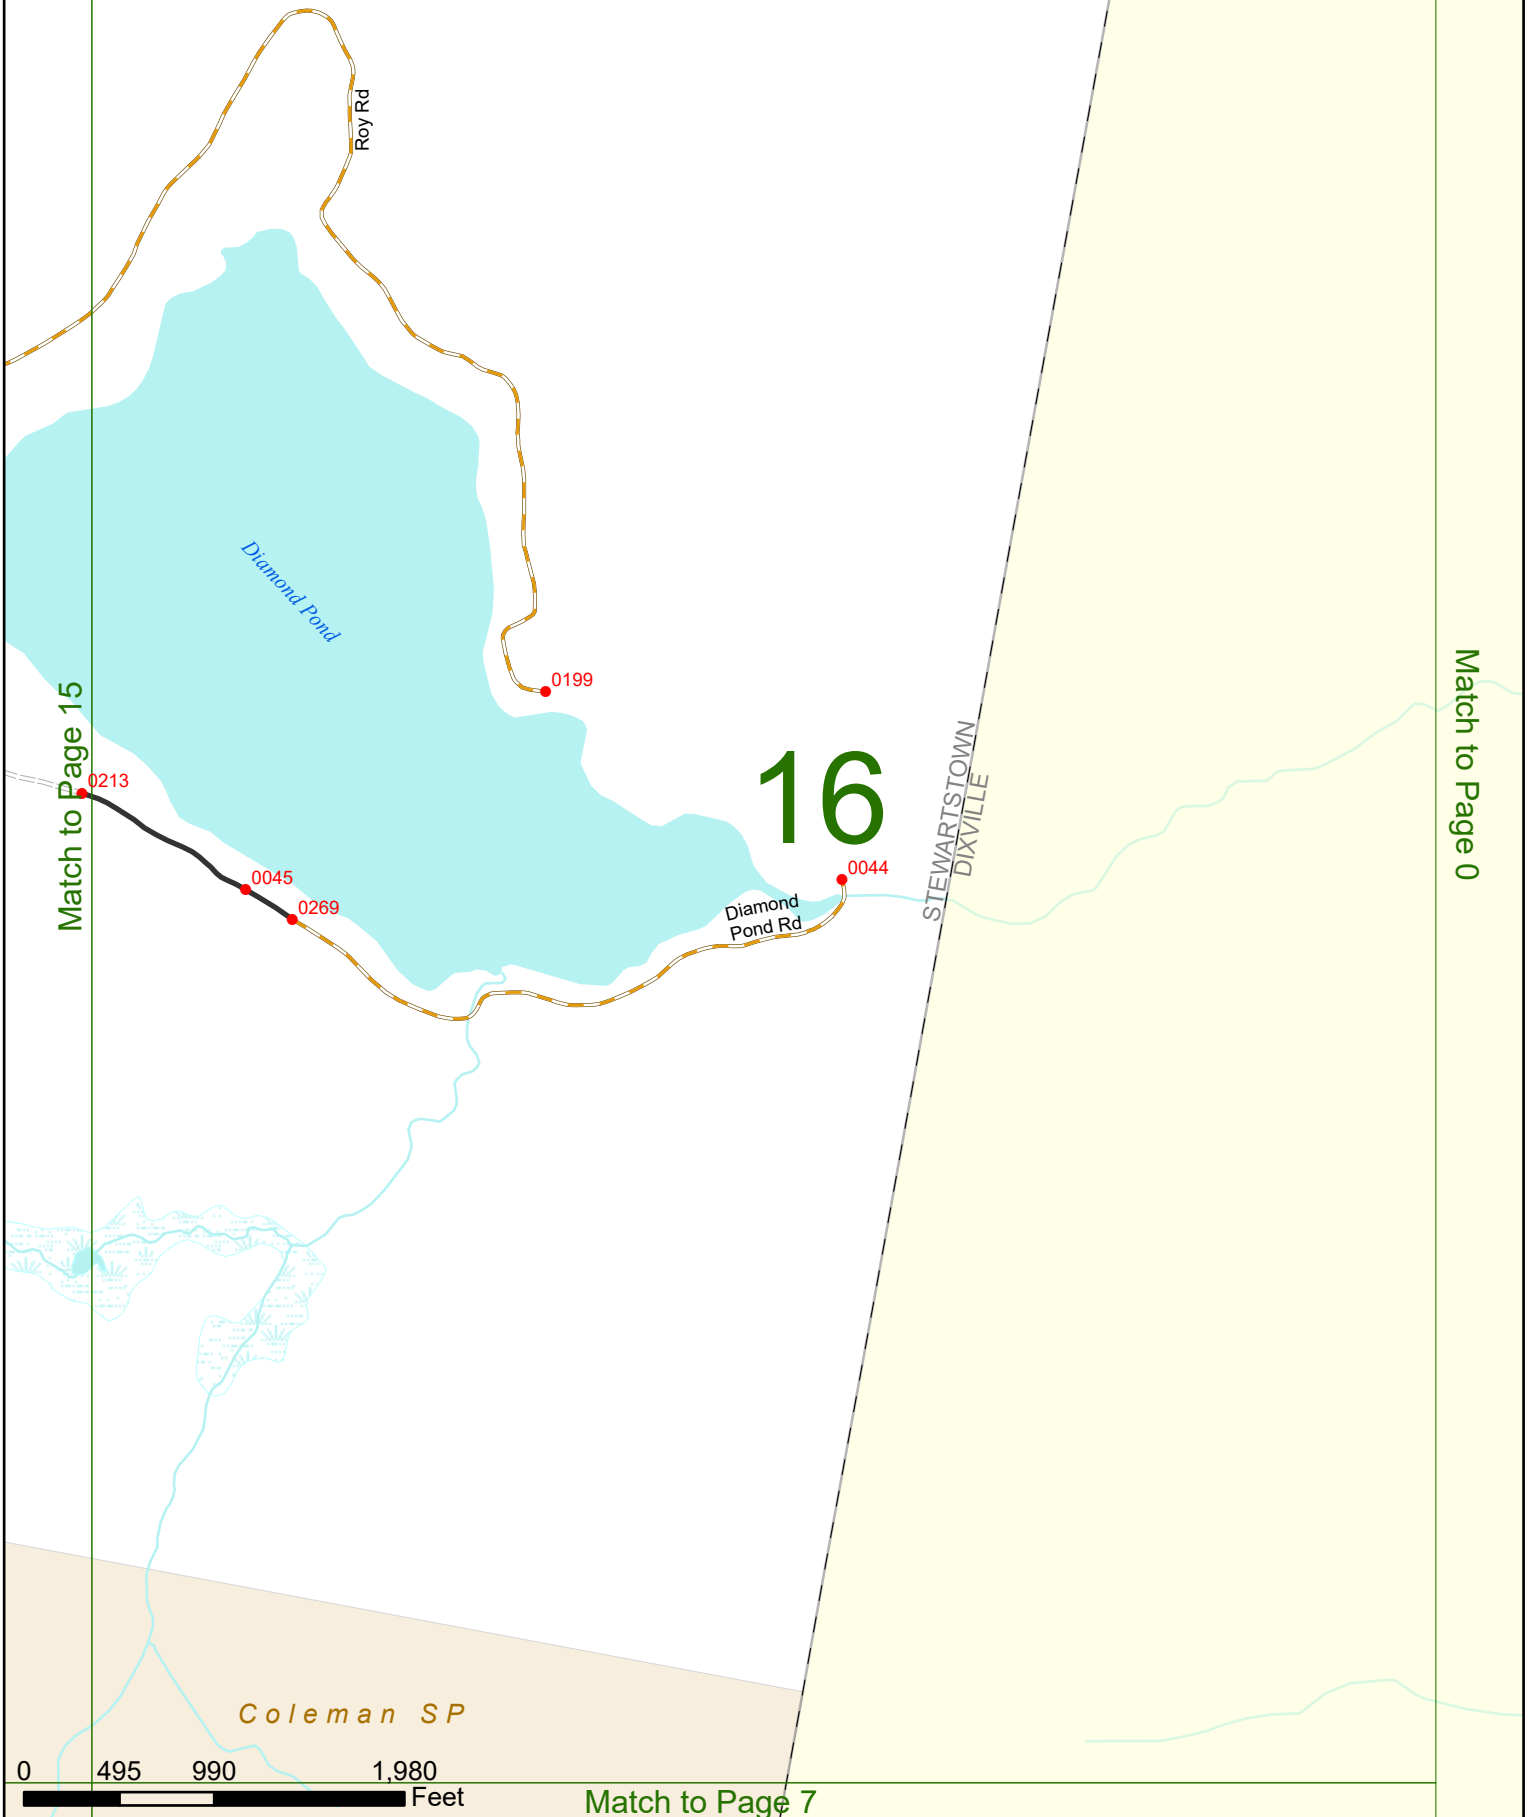 Roy Rd
Diamond Pond
Match to Page 15
Match to Page 0
0199
STEWARTSTOWN
DIXVILLE
16
0213
0045
0044
0269
Diamond
Pond Rd
Coleman SP
0 495 990 1,980
Feet
Match to Page 7